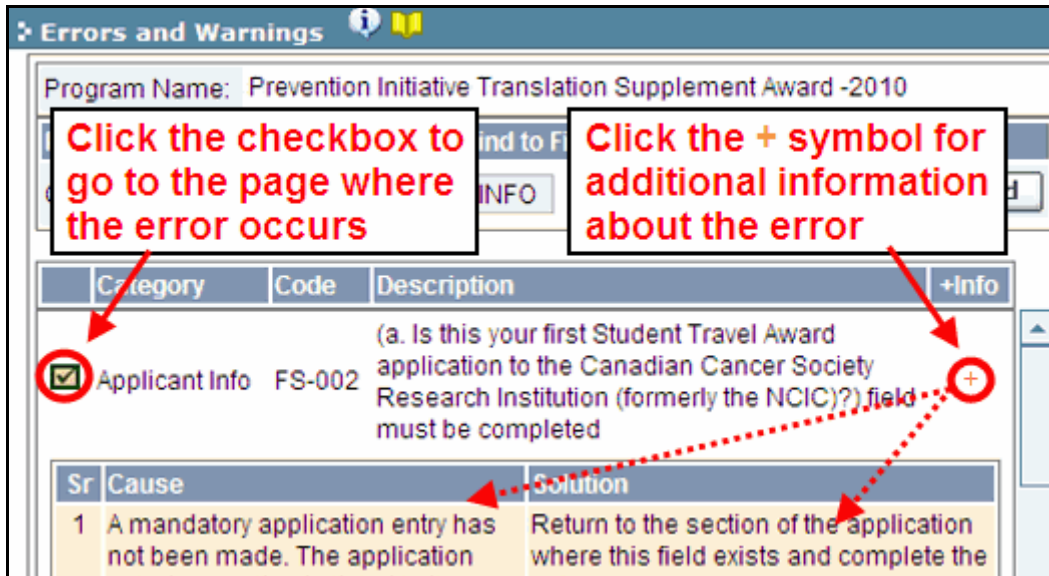 Errors and Warnings
Program Name: Prevention Initiative Translation Supplement Award -2010
Click the checkbox to
go to the page where
the error occurs
Click the + symbol for
additional information
about the error
INFO
Category Code Description +Info
Applicant Info FS-002 (a. Is this your first Student Travel Award
application to the Canadian Cancer Society
Research Institution (formerly the NCIC)?) field
must be completed
+
Sr Cause Solution
1 A mandatory application entry has Return to the section of the application
not been made. The application where this field exists and complete the